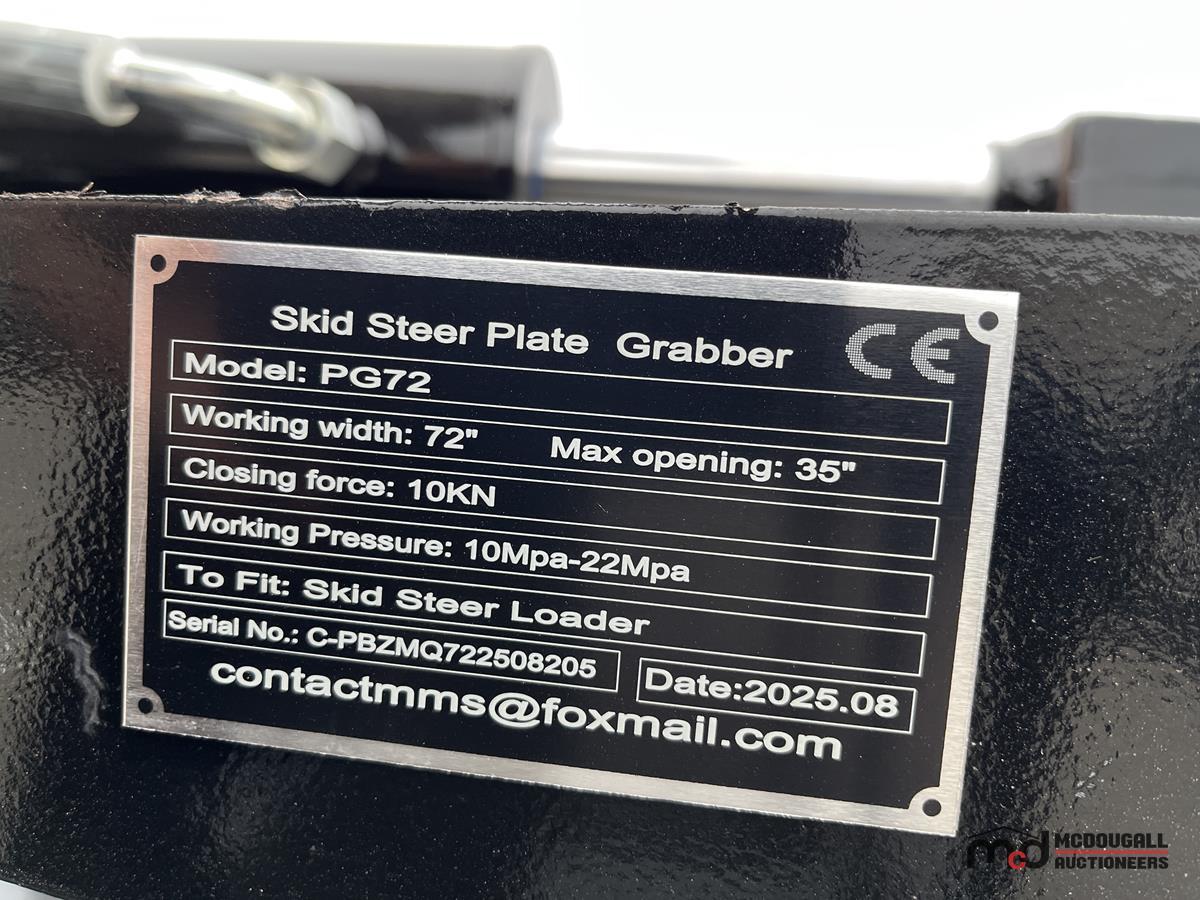 Skid Steer Plate Grabber CE
Model: PG72
Working width: 72" Max opening: 35"
Closing force: 10KN
Working Pressure: 10Mpa-22Mpa
To Fit: Skid Steer Loader
Serial No.: C-PBZMQ722508205 Date:2025.08
contactmms@foxmail.com
mcd MCDOUGALL
AUCTIONEERS